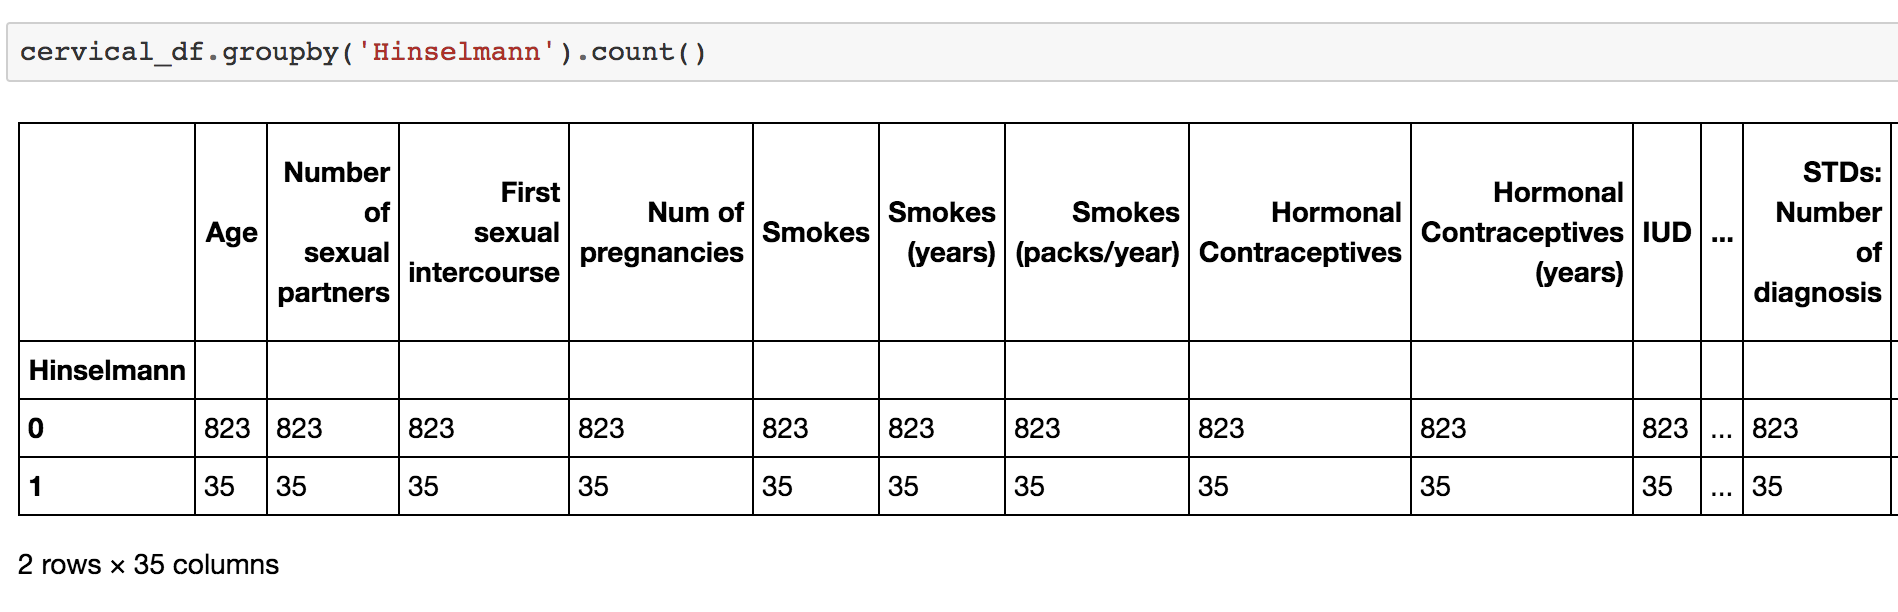 cervical_df.groupby('Hinselmann').count()
Age Number of sexual partners First sexual intercourse Num of pregnancies Smokes Smokes (years) Smokes (packs/year) Hormonal Contraceptives Hormonal Contraceptives (years) IUD ... STDs: Number of diagnosis
Hinselmann
0 823 823 823 823 823 823 823 823 823 823 ... 823
1 35 35 35 35 35 35 35 35 35 35 ... 35
2 rows × 35 columns